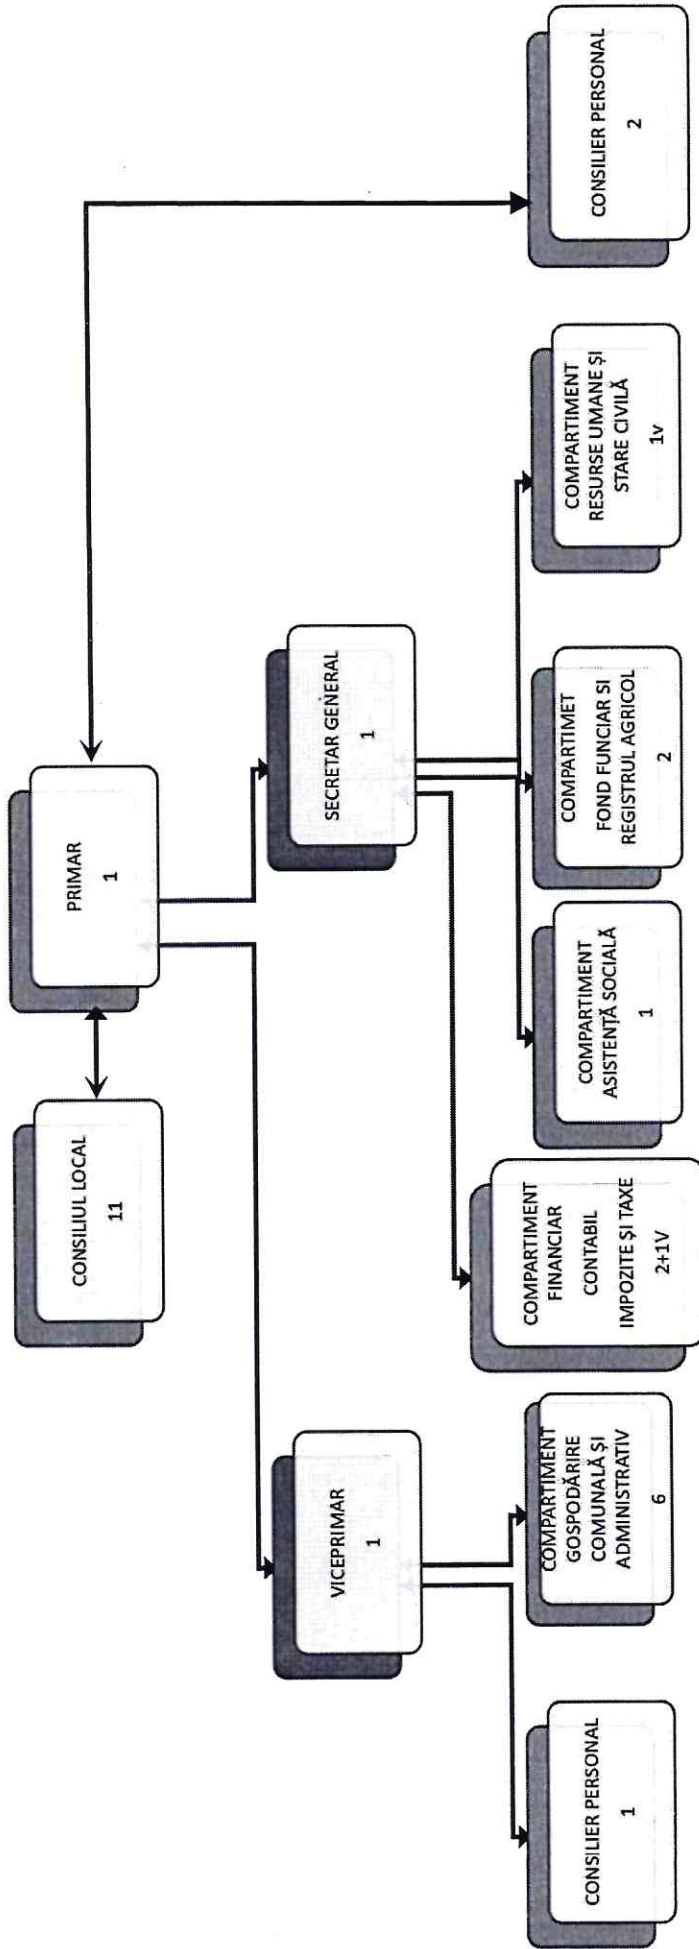 CONSILIUL LOCAL
11
PRIMAR
1
VICEPRIMAR
1
SECRETAR GENERAL
1
CONSILIER PERSONAL
1
COMPARTIMENT
GOSPODĂRIRE
COMUNALĂ ȘI
ADMINISTRATIV
6
COMPARTIMENT
FINANCIAR
CONTABIL
IMPOZITE ȘI TAXE
2+1V
COMPARTIMENT
ASISTENȚĂ SOCIALĂ
1
COMPARTIMET
FOND FUNCIAR SI
REGISTRUL AGRICOL
2
COMPARTIMENT
RESURSE UMANE ȘI
STARE CIVILĂ
1v
CONSILIER PERSONAL
2